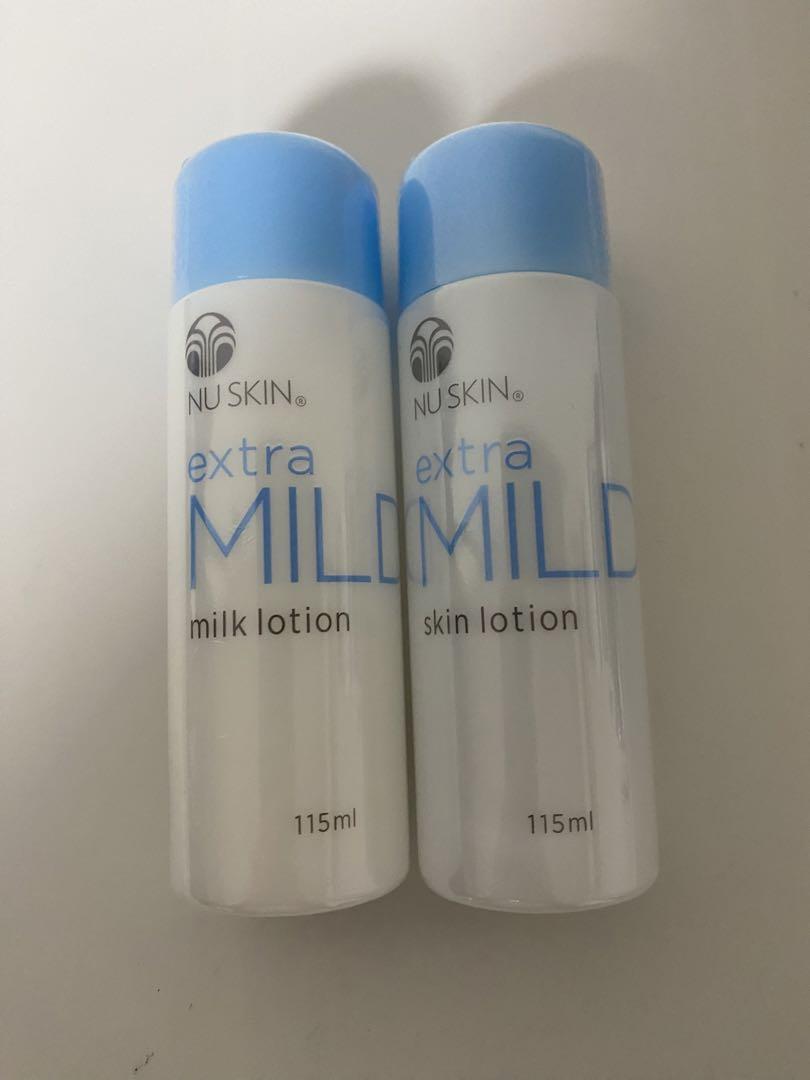 NU SKIN®
extra
MILD
milk lotion
115ml
NU SKIN®
extra
MILD
skin lotion
115ml